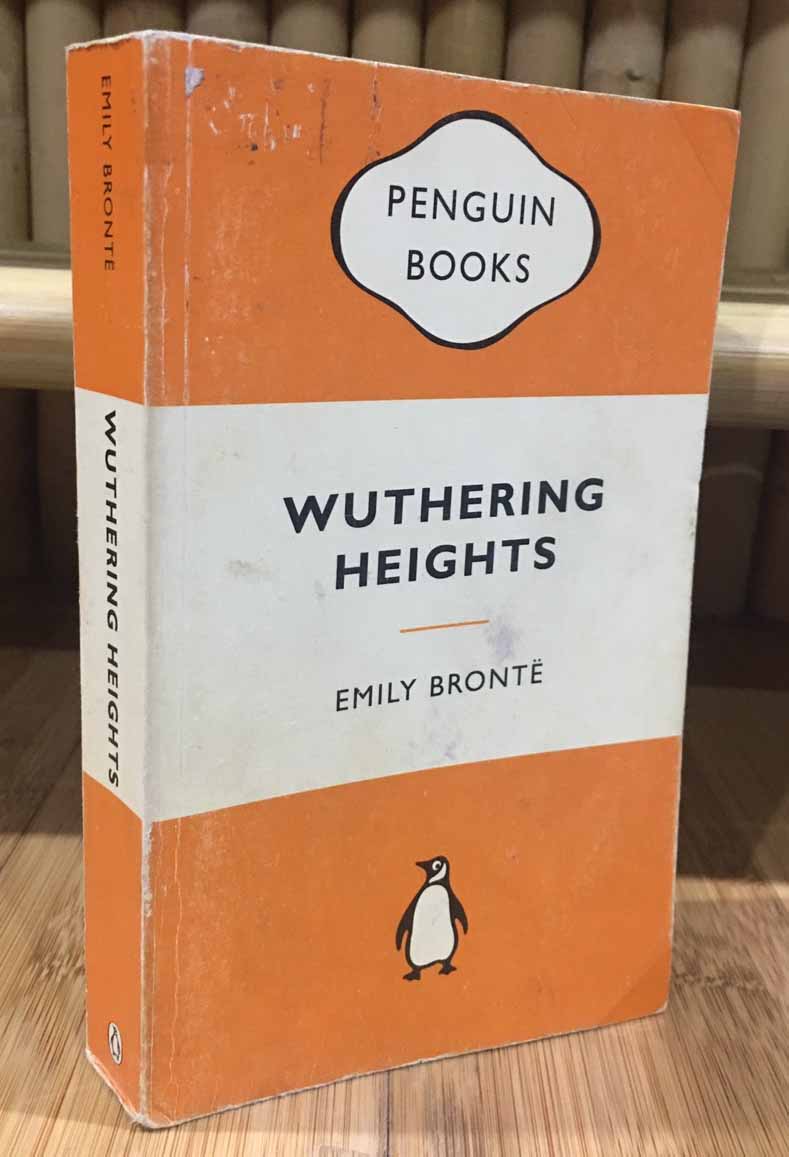 EMILY BRONTË
WUTHERING HEIGHTS
PENGUIN
BOOKS
WUTHERING
HEIGHTS
EMILY BRONTË